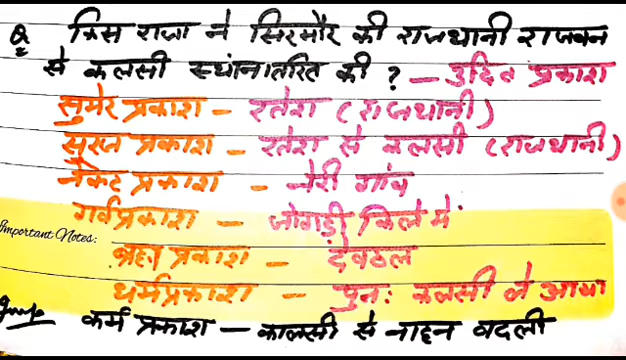 Q किस राजा ने सिरमौर की राजधानी राजबन
से कलसी स्थांनातरित की ? – उदित प्रकाश
सुमेर प्रकाश – रतेश (राजधानी)
सुरज प्रकाश – रतेश से कलसी (राजधानी)
प्रकाश – नेरी गांव
गर्वप्रकाश – जोगड़ी किले में
Important Notes:
ब्रह्म प्रकाश – देवठल
धर्मप्रकाश – पुनः कलसी ले आया
कर्म प्रकाश – कालसी से नाहन बदली